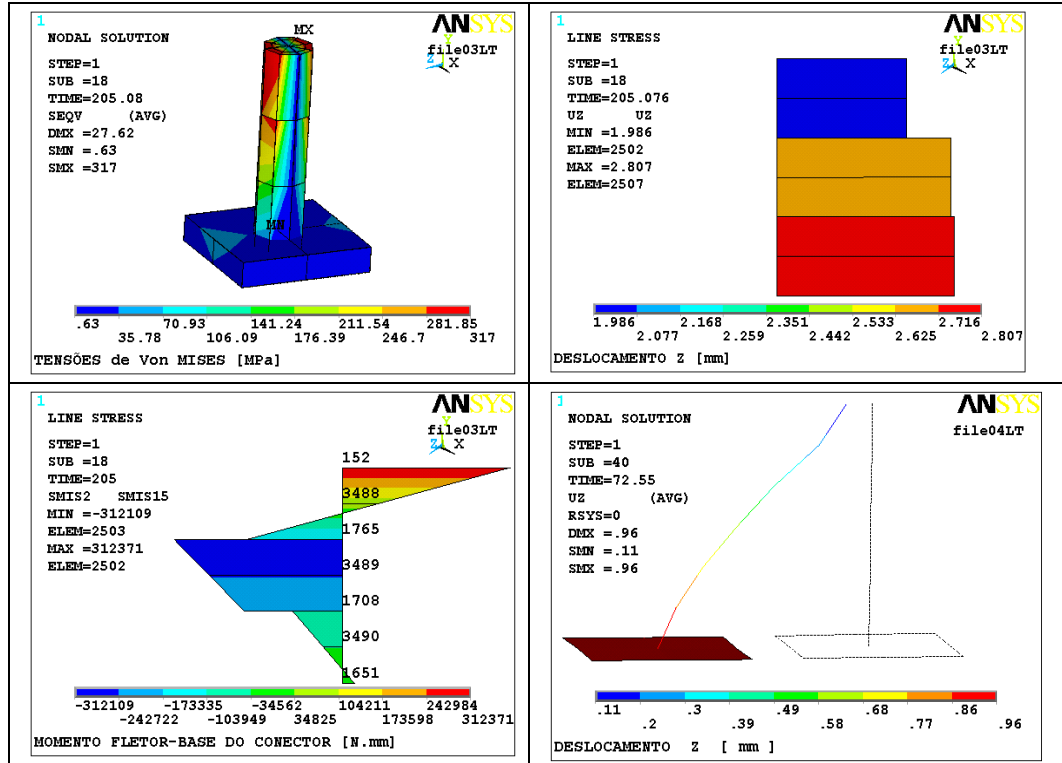 1
ANSYS
NODAL SOLUTION
file03LT
STEP=1
SUB =18
TIME=205.08
SEQV (AVG)
DMX =27.62
SMN =.63
SMX =317
MX
MN
Y
Z X
.63 70.93 141.24 211.54 281.85
35.78 106.09 176.39 246.7 317
TENSÕES de Von MISES [MPa]
1
ANSYS
LINE STRESS
file03LT
STEP=1
SUB =18
TIME=205.076
UZ UZ
MIN =1.986
ELEM=2502
MAX =2.807
ELEM=2507
Y
Z X
1.986 2.168 2.351 2.533 2.716
2.077 2.259 2.442 2.625 2.807
DESLOCAMENTO Z [mm]
1
ANSYS
LINE STRESS
file03LT
STEP=1
SUB =18
TIME=205
SMIS2 SMIS15
MIN =-312109
ELEM=2503
MAX =312371
ELEM=2502
Y
Z X
152
3488
1765
3489
1708
3490
1651
-312109 -173335 -34562 104211 242984
-242722 -103949 34825 173598 312371
MOMENTO FLETOR-BASE DO CONECTOR [N.mm]
1
ANSYS
NODAL SOLUTION
file04LT
STEP=1
SUB =40
TIME=72.55
UZ (AVG)
RSYS=0
DMX =.96
SMN =.11
SMX =.96
.11 .3 .49 .68 .86
.2 .39 .58 .77 .96
DESLOCAMENTO Z [ mm ]